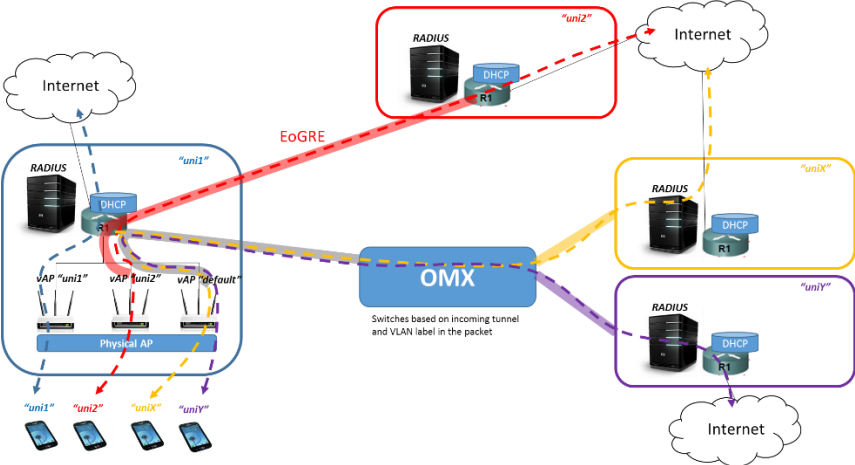 “uni2”
RADIUS
DHCP
R1
Internet
Internet
EoGRE
“uni1”
RADIUS
DHCP
R1
“uniX”
RADIUS
DHCP
R1
OMX
Switches based on incoming tunnel
and VLAN label in the packet
vAP “uni1”
vAP “uni2”
vAP “default”
Physical AP
“uniY”
RADIUS
DHCP
R1
“uni1”
“uni2”
“uniX”
“uniY”
Internet